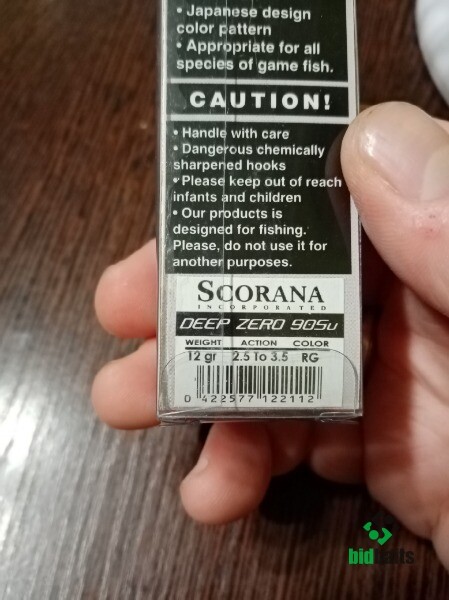 • Japanese design
color pattern
• Appropriate for all
species of game fish.
CAUTION!
• Handle with care
• Dangerous chemically
sharpened hooks
• Please keep out of reach
infants and children
• Our products is
designed for fishing.
Please, do not use it for
another purposes.
SCORANA
INCORPORATED
DEEP ZERO 90Su
WEIGHT ACTION COLOR
12 gr 2.5 to 3.5 RG
0 422577 122112
bidbaits